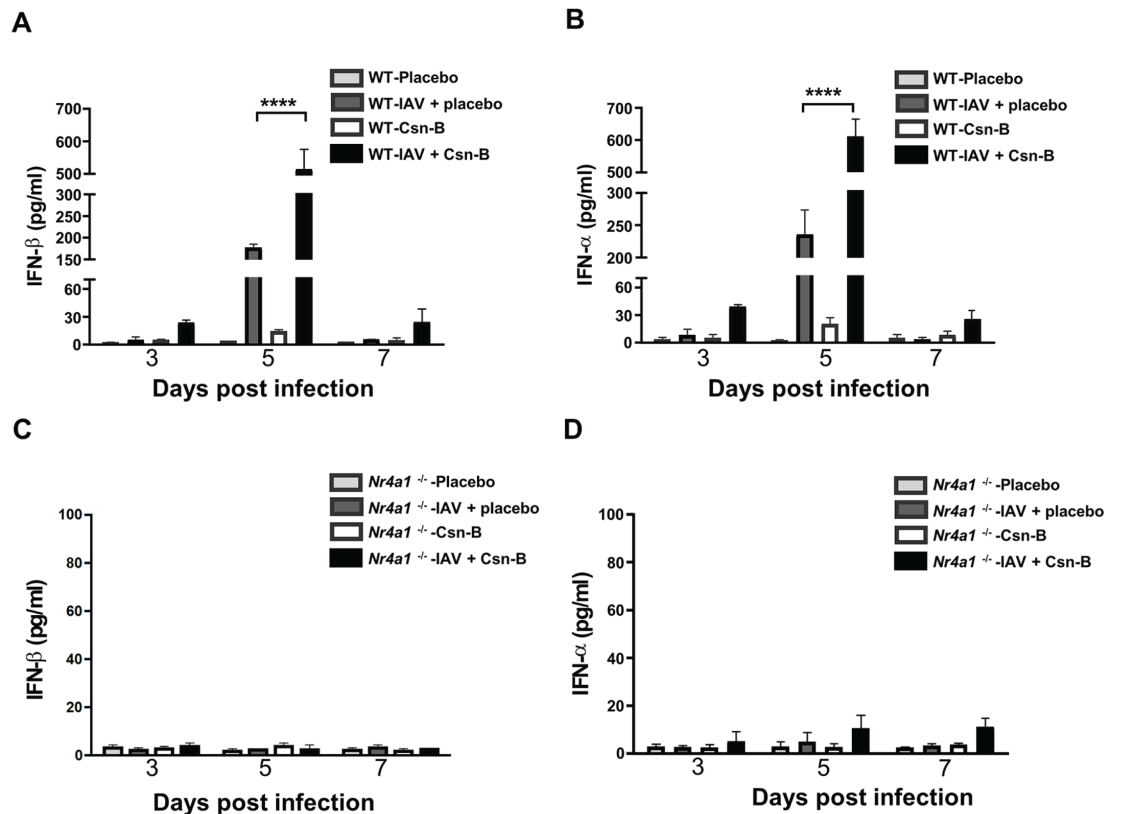 A
WT-Placebo
WT-IAV + placebo
WT-Csn-B
WT-IAV + Csn-B
****
IFN-β (pg/ml)
700
600
500
300
250
200
150
60
30
0
3 5 7
Days post infection
B
WT-Placebo
WT-IAV + placebo
WT-Csn-B
WT-IAV + Csn-B
****
IFN-α (pg/ml)
700
600
500
300
250
200
60
30
0
3 5 7
Days post infection
C
Nr4a1 -/- -Placebo
Nr4a1 -/- -IAV + placebo
Nr4a1 -/- -Csn-B
Nr4a1 -/- -IAV + Csn-B
IFN-β (pg/ml)
100
80
60
40
20
0
3 5 7
Days post infection
D
Nr4a1 -/- -Placebo
Nr4a1 -/- -IAV + placebo
Nr4a1 -/- -Csn-B
Nr4a1 -/- -IAV + Csn-B
IFN-α (pg/ml)
100
80
60
40
20
0
3 5 7
Days post infection